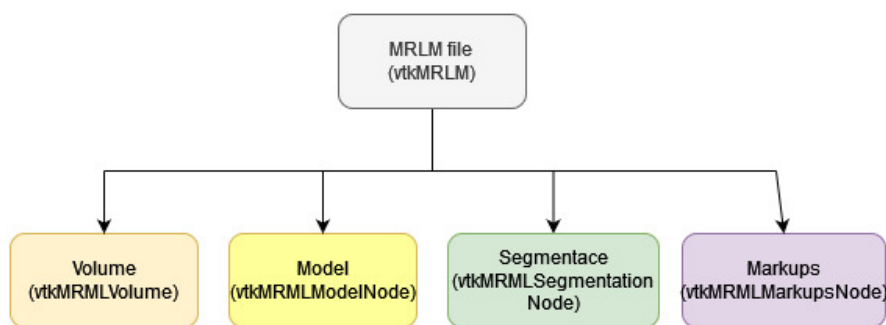 MRLM file
(vtkMRLM)
Volume
(vtkMRMLVolume)
Model
(vtkMRMLModelNode)
Segmentace
(vtkMRMLSegmentation
Node)
Markups
(vtkMRMLMarkupsNode)